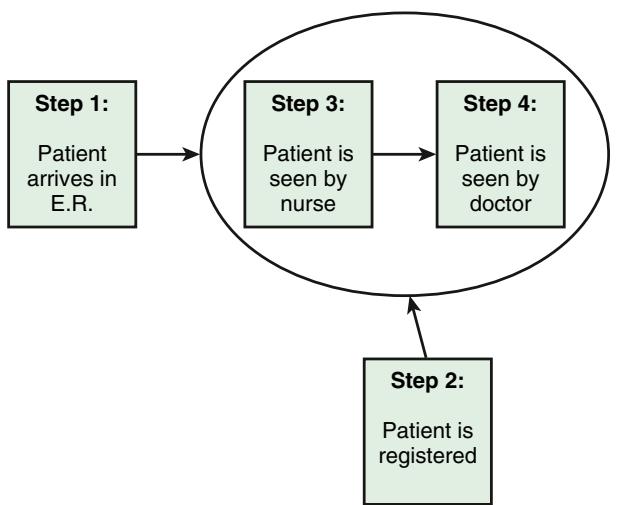 Step 1:
Patient
arrives in
E.R.
Step 3:
Patient is
seen by
nurse
Step 4:
Patient is
seen by
doctor
Step 2:
Patient is
registered